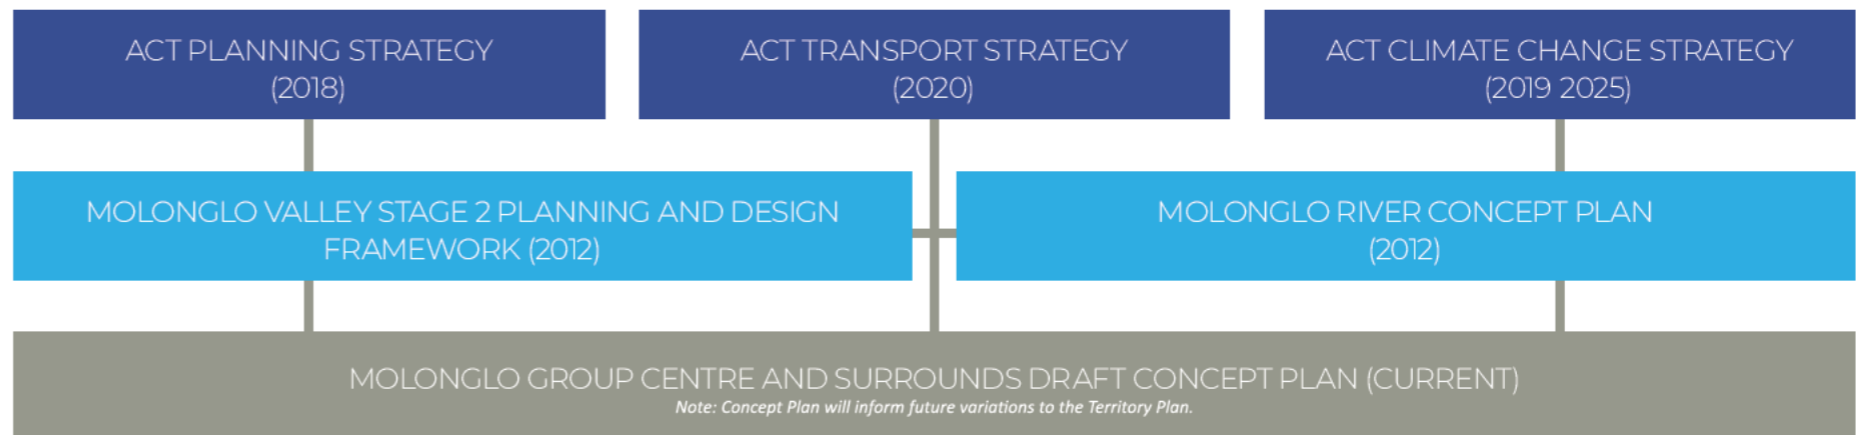 ACT PLANNING STRATEGY
(2018)
ACT TRANSPORT STRATEGY
(2020)
ACT CLIMATE CHANGE STRATEGY
(2019 2025)
MOLONGLO VALLEY STAGE 2 PLANNING AND DESIGN
FRAMEWORK (2012)
MOLONGLO RIVER CONCEPT PLAN
(2012)
MOLONGLO GROUP CENTRE AND SURROUNDS DRAFT CONCEPT PLAN (CURRENT)
Note: Concept Plan will inform future variations to the Territory Plan.